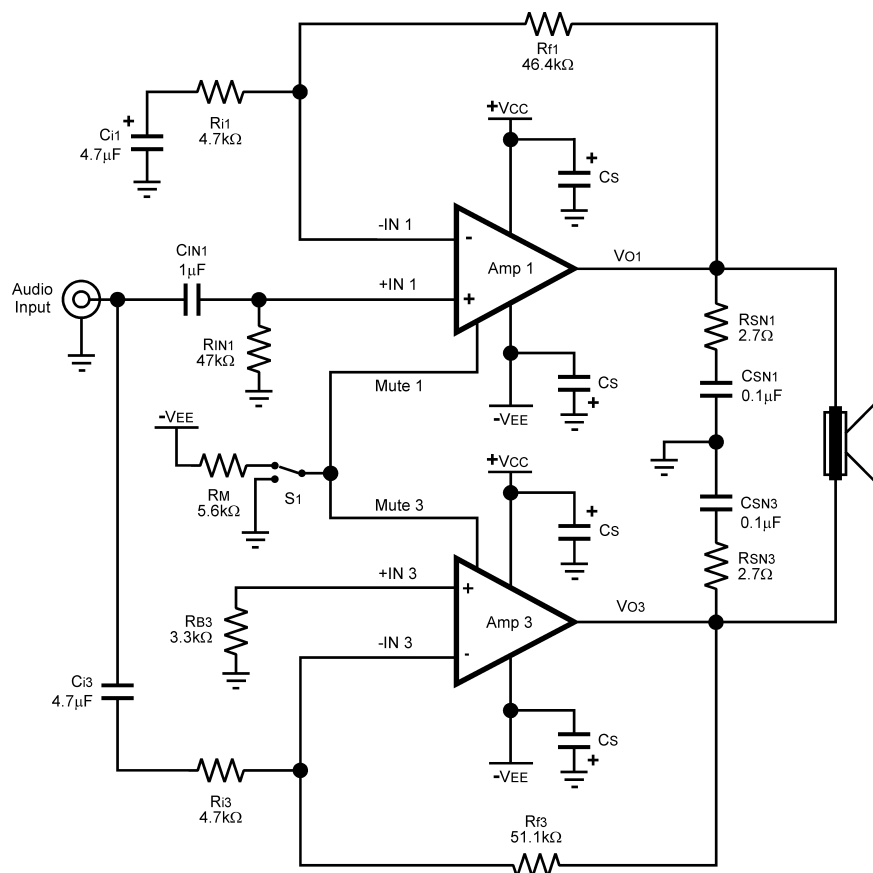 Rf1
46.4kΩ
+VCC
Ri1
4.7kΩ
+
Ci1
4.7µF
+
CS
-IN 1
-
CIN1
1µF
VO1
Amp 1
Audio
Input
+IN 1
+
RSN1
2.7Ω
RIN1
47kΩ
CS
+
Mute 1
CSN1
0.1µF
-VEE
-VEE
+VCC
RM
5.6kΩ
S1
Mute 3
+
CS
CSN3
0.1µF
RSN3
2.7Ω
+IN 3
+
RB3
3.3kΩ
Amp 3
VO3
-IN 3
-
Ci3
4.7µF
CS
+
-VEE
Ri3
4.7kΩ
Rf3
51.1kΩ